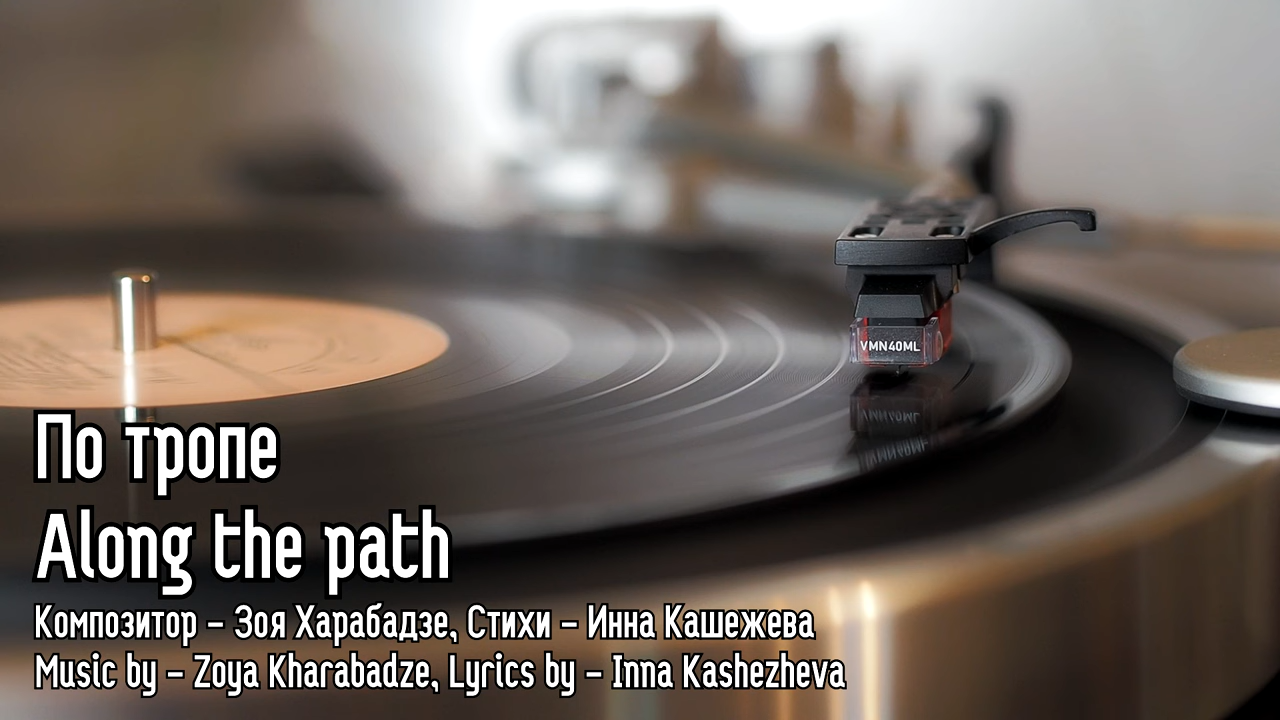 VMN40ML
По тропе
Along the path
Композитор – Зоя Харабадзе, Стихи – Инна Кашежева
Music by – Zoya Kharabadze, Lyrics by – Inna Kashezheva